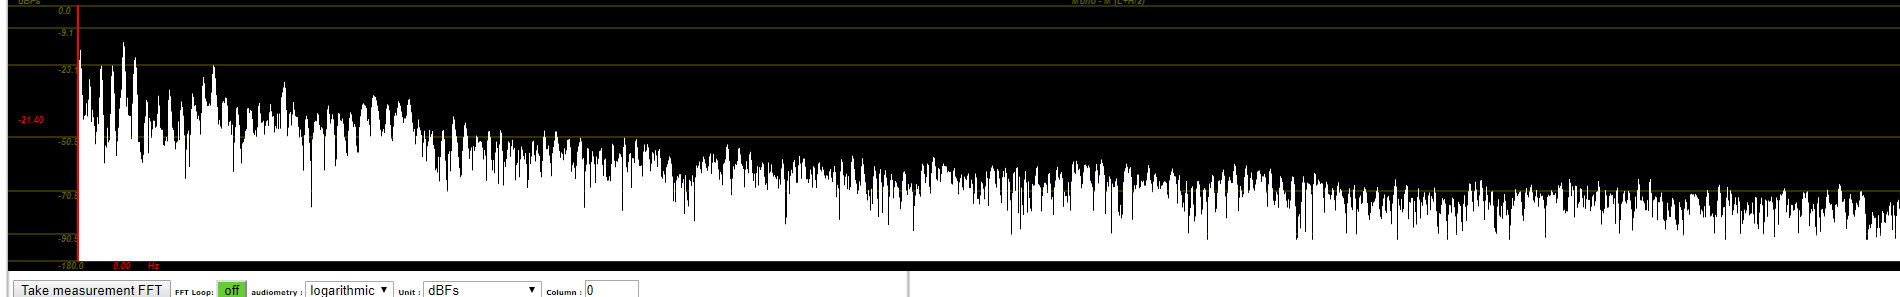 dBFs
Mono - M (L+R/2)
0.0
-9.1
-23.1
-21.40
-50.5
-70.5
-90.5
-180.0 0.00 Hz
Take measurement FFT FFT Loop: off audiometry : logarithmic Unit : dBFs Column : 0